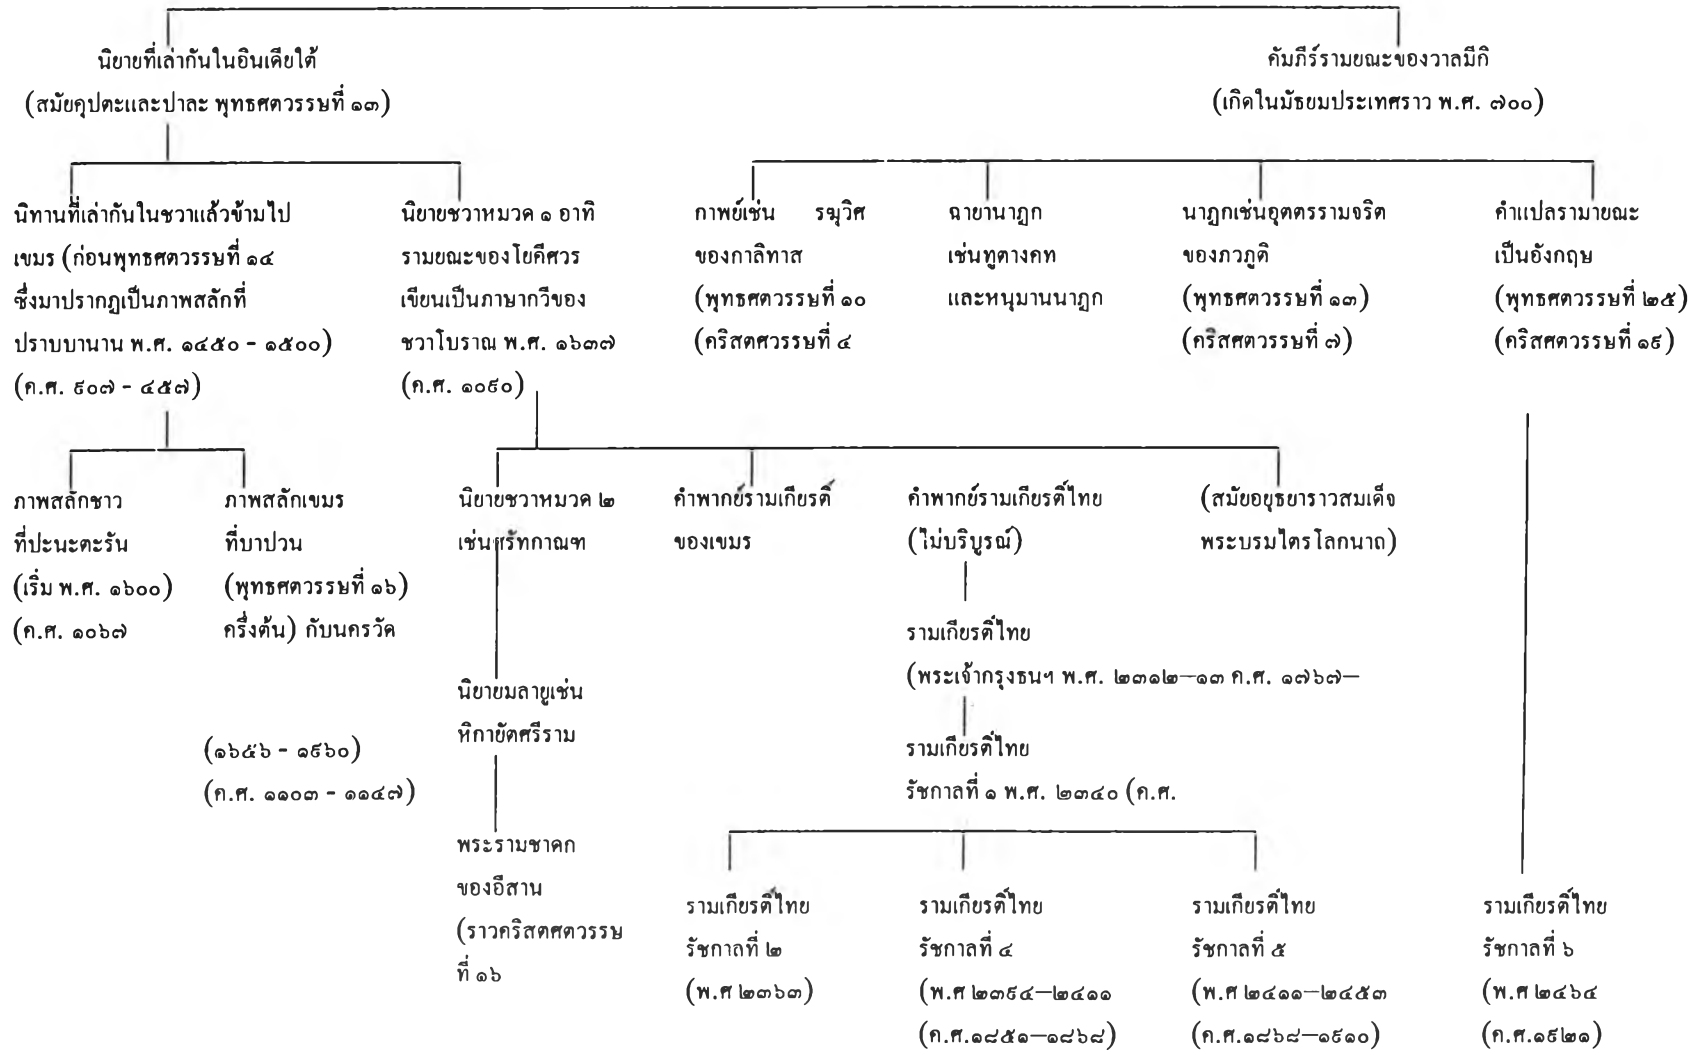 นิยายที่เล่ากันในอินเดียใต้
(สมัยคุปตะและปาละ พุทธศตวรรษที่ ๑๓)
คัมภีร์รามยณะของวาลมีกิ
(เกิดในมัธยมประเทศราว พ.ศ. ๗๐๐)
นิทานที่เล่ากันในชวาแล้วข้ามไป
เขมร (ก่อนพุทธศตวรรษที่ ๑๔
ซึ่งมาปรากฏเป็นภาพสลักที่
ปราบบานาน พ.ศ. ๑๔๕๐ - ๑๕๐๐)
(ค.ศ. ๙๐๗ - ๔๕๗)
นิยายชวาหมวด ๑ อาทิ
รามยณะของโยคีศวร
เขียนเป็นภาษากวีของ
ชวาโบราณ พ.ศ. ๑๖๓๗
(ค.ศ. ๑๐๙๐)
กาพย์เช่น รฆุวิศ
ของกาลิทาส
(พุทธศตวรรษที่ ๑๐
(คริสตศวรรษที่ ๔
ฉายานาฏก
เช่นทูตางคท
และหนุมานนาฏก
นาฏกเช่นอุตตรรามจริต
ของภวภูติ
(พุทธศตวรรษที่ ๑๓)
(คริสศตวรรษที่ ๗)
คำแปลรามายณะ
เป็นอังกฤษ
(พุทธศตวรรษที่ ๒๕)
(คริสศตวรรษที่ ๑๙)
ภาพสลักชาว
ที่ปะนะตะรัน
(เริ่ม พ.ศ. ๑๖๐๐)
(ค.ศ. ๑๐๖๗
ภาพสลักเขมร
ที่บาปวน
(พุทธศตวรรษที่ ๑๖)
ครึ่งต้น) กับนครวัด
(๑๖๕๖ - ๑๙๖๐)
(ค.ศ. ๑๑๐๓ - ๑๑๔๗)
นิยายชวาหมวด ๒
เช่นศรัทกาณฑ
นิยายมลายูเช่น
หิกายัตศรีราม
พระรามชาดก
ของอีสาน
(ราวคริสตศตวรรษ
ที่ ๑๖
คำพากย์รามเกียรติ์
ของเขมร
คำพากย์รามเกียรติ์ไทย
(ไม่บริบูรณ์)
(สมัยอยุธยาราวสมเด็จ
พระบรมไตรโลกนาถ)
รามเกียรติ์ไทย
(พระเจ้ากรุงธนฯ พ.ศ. ๒๓๑๒–๑๓ ค.ศ. ๑๗๖๗–
รามเกียรติ์ไทย
รัชกาลที่ ๑ พ.ศ. ๒๓๔๐ (ค.ศ.
รามเกียรติ์ไทย
รัชกาลที่ ๒
(พ.ศ ๒๓๖๓)
รามเกียรติ์ไทย
รัชกาลที่ ๔
(พ.ศ ๒๓๙๔–๒๔๑๑
(ค.ศ.๑๘๕๑–๑๘๖๘)
รามเกียรติ์ไทย
รัชกาลที่ ๕
(พ.ศ ๒๔๑๑–๒๔๕๓
(ค.ศ.๑๘๖๘–๑๙๑๐)
รามเกียรติ์ไทย
รัชกาลที่ ๖
(พ.ศ ๒๔๖๔
(ค.ศ.๑๙๒๑)